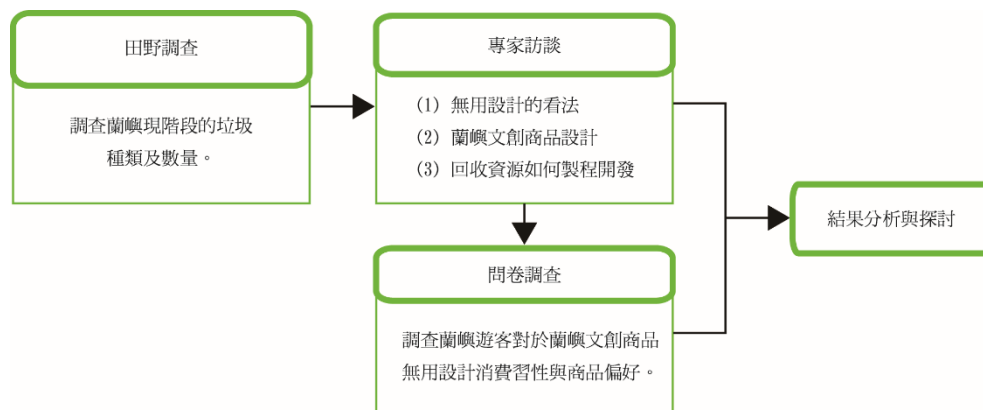 田野調查
調查蘭嶼現階段的垃圾
種類及數量。
專家訪談
(1) 無用設計的看法
(2) 蘭嶼文創商品設計
(3) 回收資源如何製程開發
問卷調查
調查蘭嶼遊客對於蘭嶼文創商品
無用設計消費習性與商品偏好。
結果分析與探討